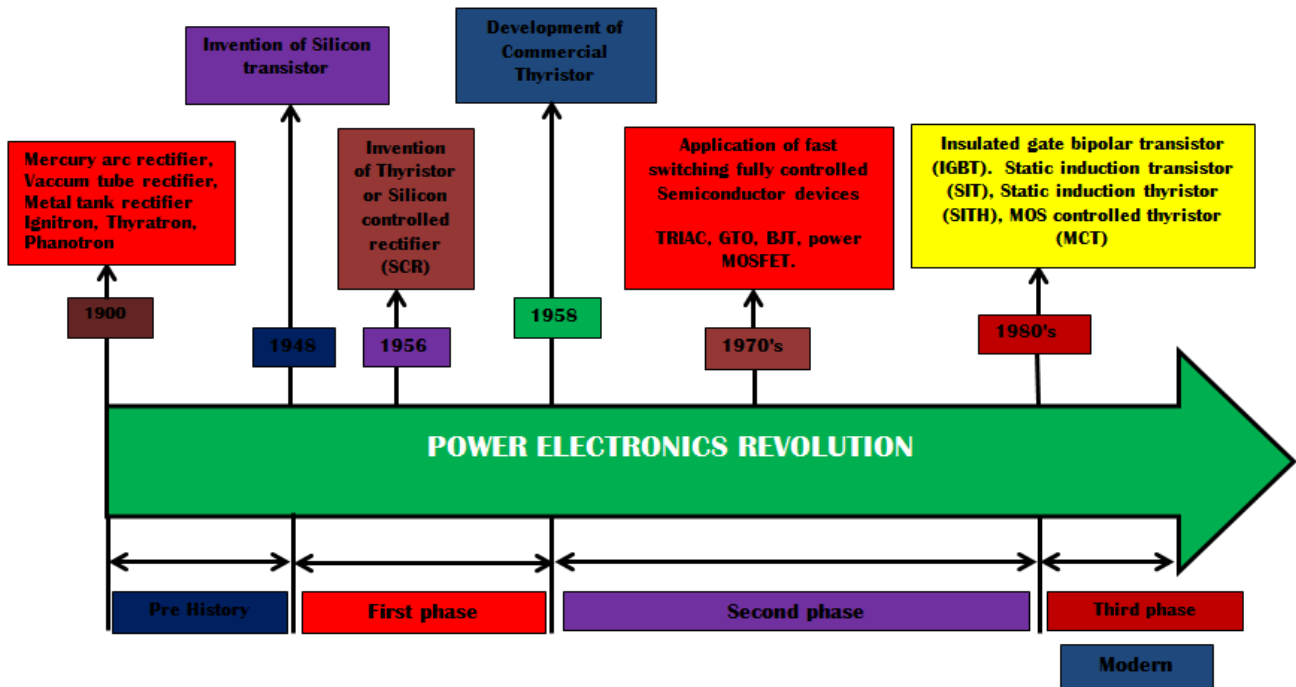 Invention of Silicon
transistor
Development of
Commercial
Thyristor
Mercury arc rectifier,
Vaccum tube rectifier,
Metal tank rectifier
Ignitron, Thyratron,
Phanotron
Invention
of Thyristor
or Silicon
controlled
rectifier
(SCR)
Application of fast
switching fully controlled
Semiconductor devices
TRIAC, GTO, BJT, power
MOSFET.
Insulated gate bipolar transistor
(IGBT). Static induction transistor
(SIT), Static induction thyristor
(SITH), MOS controlled thyristor
(MCT)
1900
1948
1956
1958
1970's
1980's
POWER ELECTRONICS REVOLUTION
Pre History
First phase
Second phase
Third phase
Modern